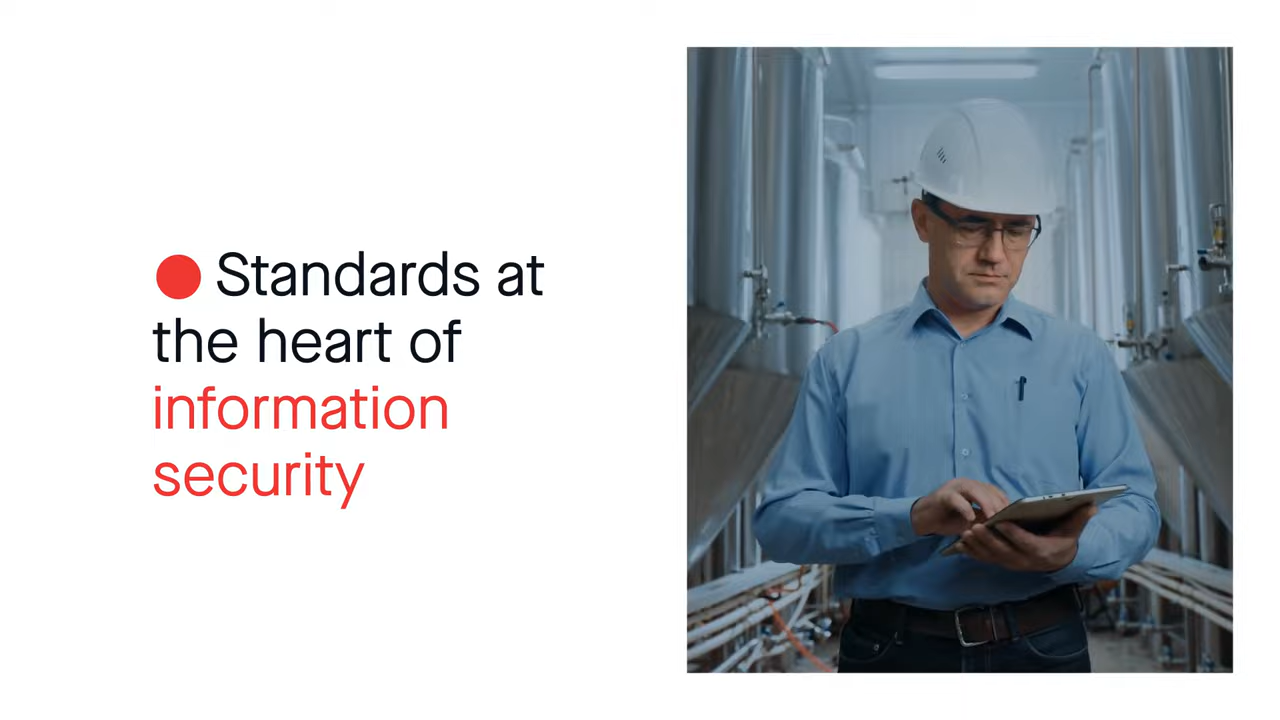 Standards at
the heart of
information
security